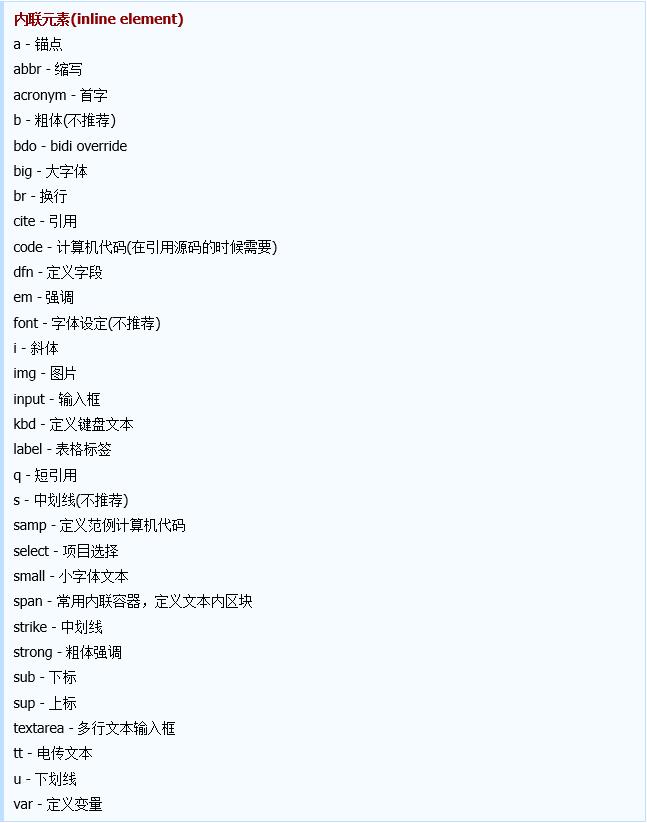 内联元素(inline element)
a - 锚点
abbr - 缩写
acronym - 首字
b - 粗体(不推荐)
bdo - bidi override
big - 大字体
br - 换行
cite - 引用
code - 计算机代码(在引用源码的时候需要)
dfn - 定义字段
em - 强调
font - 字体设定(不推荐)
i - 斜体
img - 图片
input - 输入框
kbd - 定义键盘文本
label - 表格标签
q - 短引用
s - 中划线(不推荐)
samp - 定义范例计算机代码
select - 项目选择
small - 小字体文本
span - 常用内联容器，定义文本内区块
strike - 中划线
strong - 粗体强调
sub - 下标
sup - 上标
textarea - 多行文本输入框
tt - 电传文本
u - 下划线
var - 定义变量